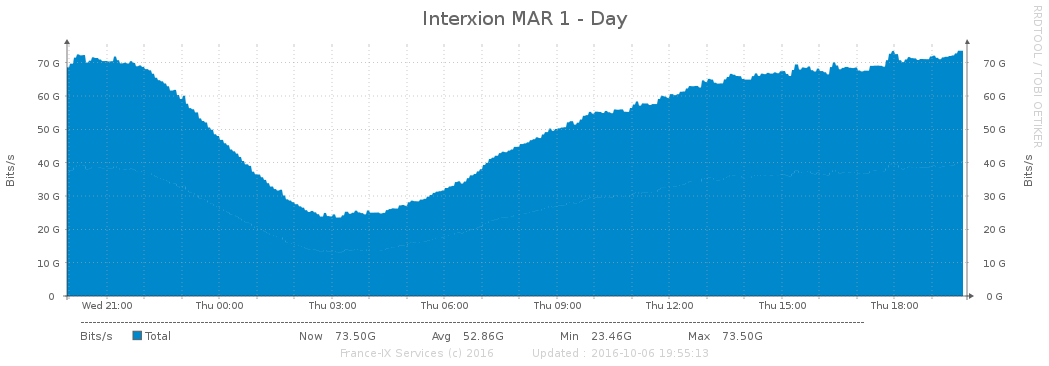 Interxion MAR 1 - Day
RRDTOOL / TOBI OETIKER
Bits/s
70 G 70 G
60 G 60 G
50 G 50 G
40 G 40 G
30 G 30 G
20 G 20 G
10 G 10 G
0 0 G
Bits/s
Wed 21:00 Thu 00:00 Thu 03:00 Thu 06:00 Thu 09:00 Thu 12:00 Thu 15:00 Thu 18:00
Bits/s Total Now 73.50G Avg 52.86G Min 23.46G Max 73.50G
France-IX Services (c) 2016 Updated : 2016-10-06 19:55:13